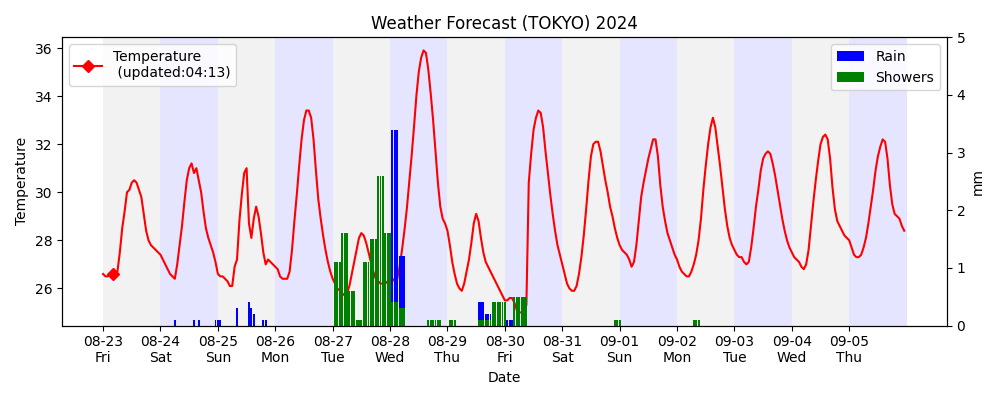 Weather Forecast (TOKYO) 2024
Temperature
(updated:04:13)
Rain
Showers
36
34
32
30
28
26
Temperature
5
4
3
2
1
0
mm
08-23 08-24 08-25 08-26 08-27 08-28 08-29 08-30 08-31 09-01 09-02 09-03 09-04 09-05
Fri Sat Sun Mon Tue Wed Thu Fri Sat Sun Mon Tue Wed Thu
Date